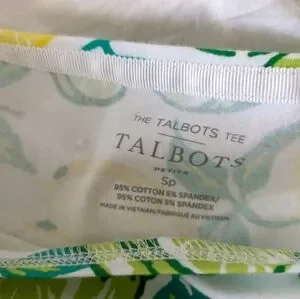 THE TALBOTS TEE
TALBOTS
PETITE
Sp
95% COTTON 5% SPANDEX/
95% COTON 5% SPANDEX
MADE IN VIETNAM/FABRIQUÉ AU VIETNAM